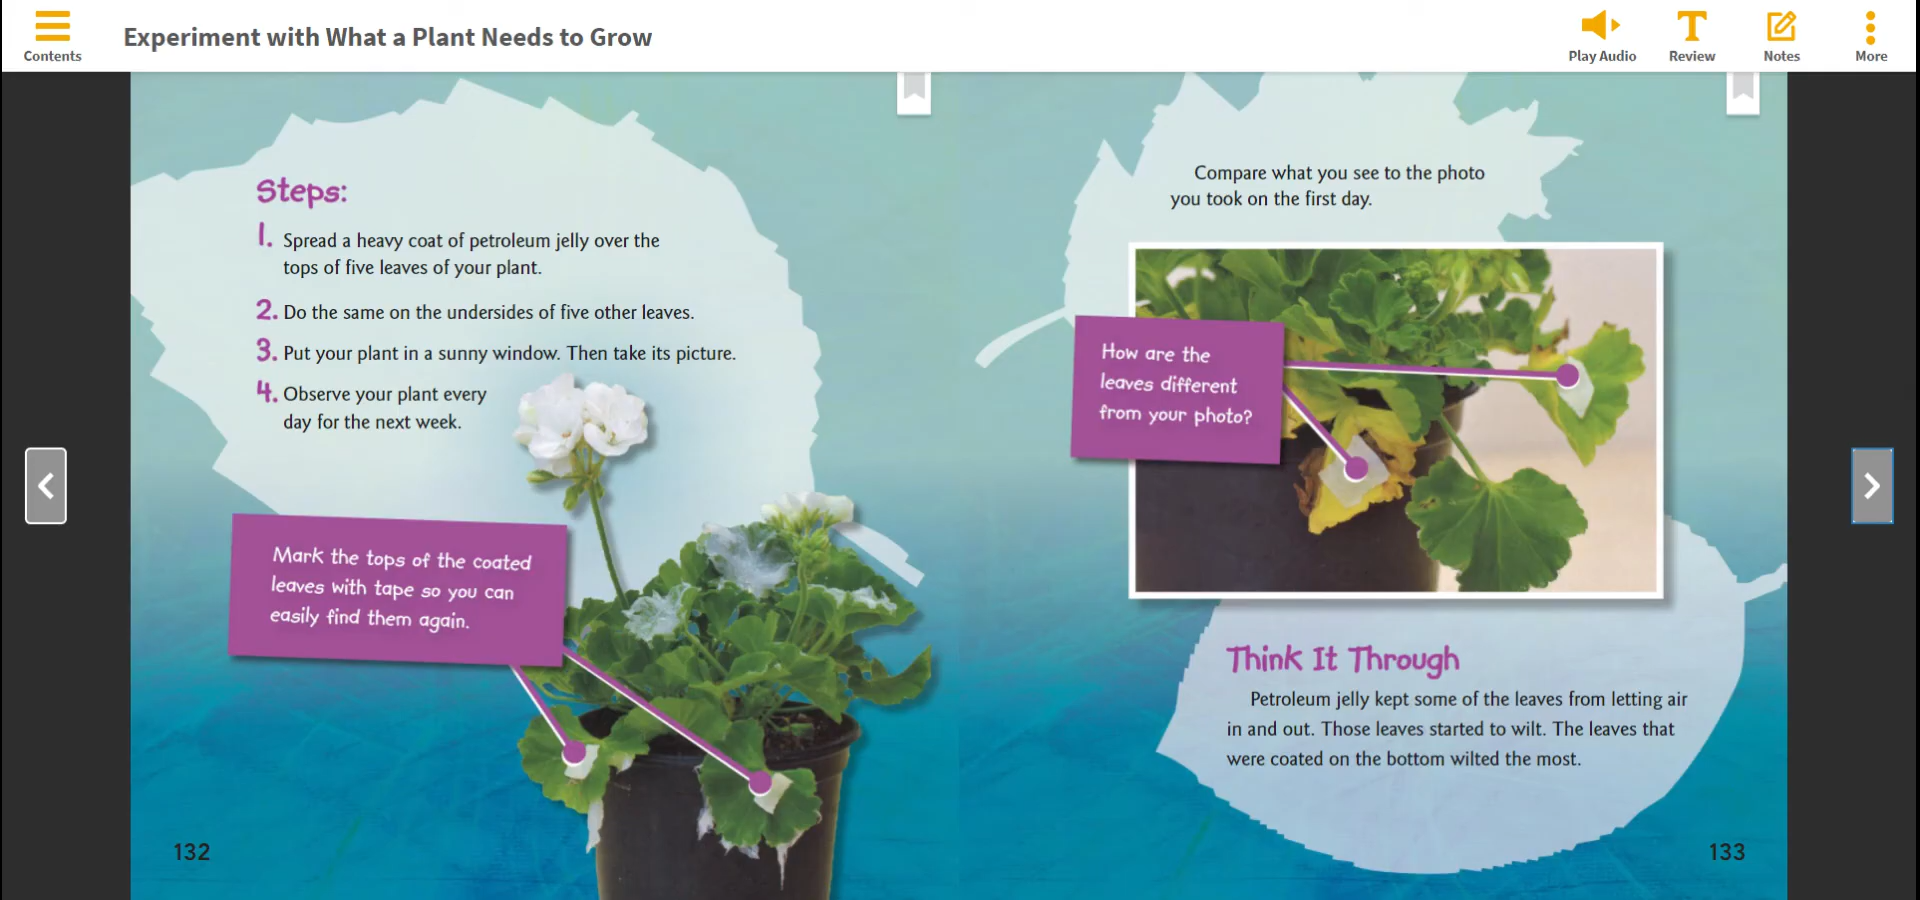 Contents
Experiment with What a Plant Needs to Grow
Play Audio
Review
Notes
More
Steps:
1. Spread a heavy coat of petroleum jelly over the
tops of five leaves of your plant.
2. Do the same on the undersides of five other leaves.
3. Put your plant in a sunny window. Then take its picture.
4. Observe your plant every
day for the next week.
Mark the tops of the coated
leaves with tape so you can
easily find them again.
132
Compare what you see to the photo
you took on the first day.
How are the
leaves different
from your photo?
Think It Through
Petroleum jelly kept some of the leaves from letting air
in and out. Those leaves started to wilt. The leaves that
were coated on the bottom wilted the most.
133